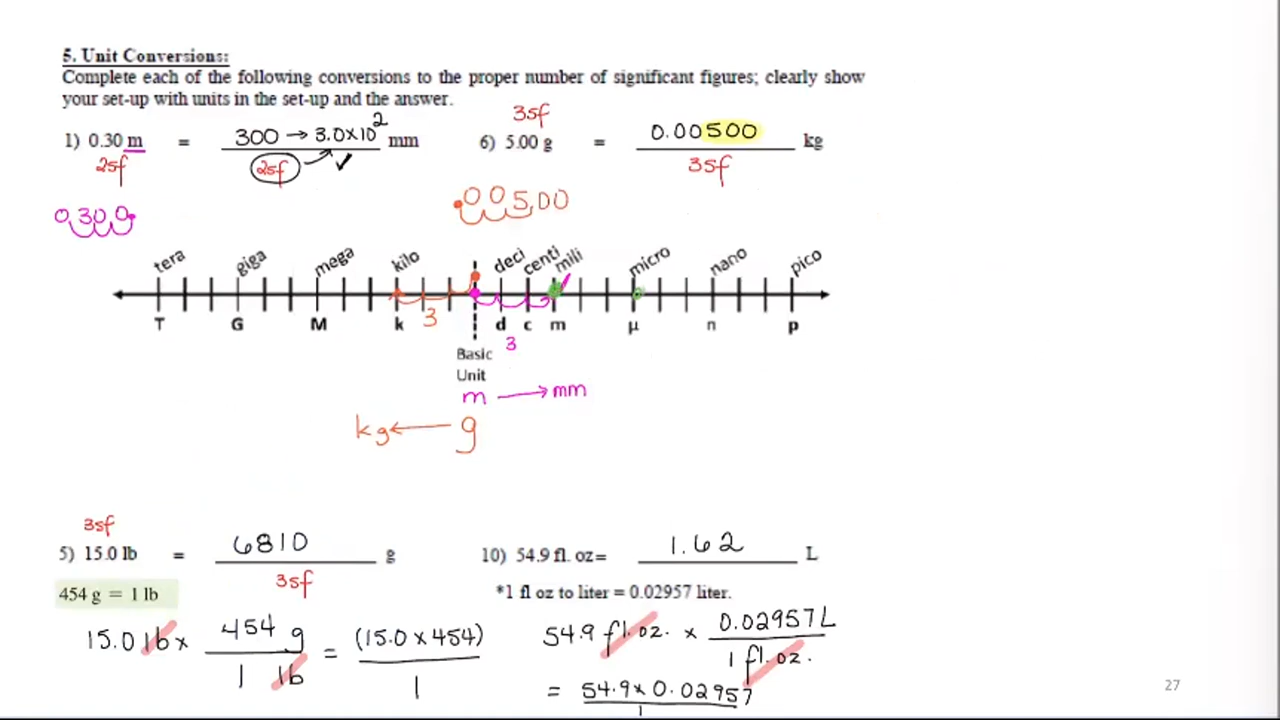 5. Unit Conversions:
Complete each of the following conversions to the proper number of significant figures; clearly show
your set-up with units in the set-up and the answer.
3sf
1) 0.30 m = 300 → 3.0×10² mm 6) 5.00 g = 0.00500 kg
2sf 2sf ✓ 3sf
0.300 005.00
tera giga mega kilo deci centi mili micro nano pico
T G M k 3 d c m μ n p
3
Basic
Unit
m → mm
kg ← g
3sf
5) 15.0 lb = 6810 g 10) 54.9 fl. oz= 1.62 L
3sf
454 g = 1 lb *1 fl oz to liter = 0.02957 liter.
15.0 lb × 454 g / 1 lb = (15.0 × 454) / 1 54.9 fl. oz. × 0.02957 L / 1 fl. oz.
= 54.9 × 0.02957 / 1
27